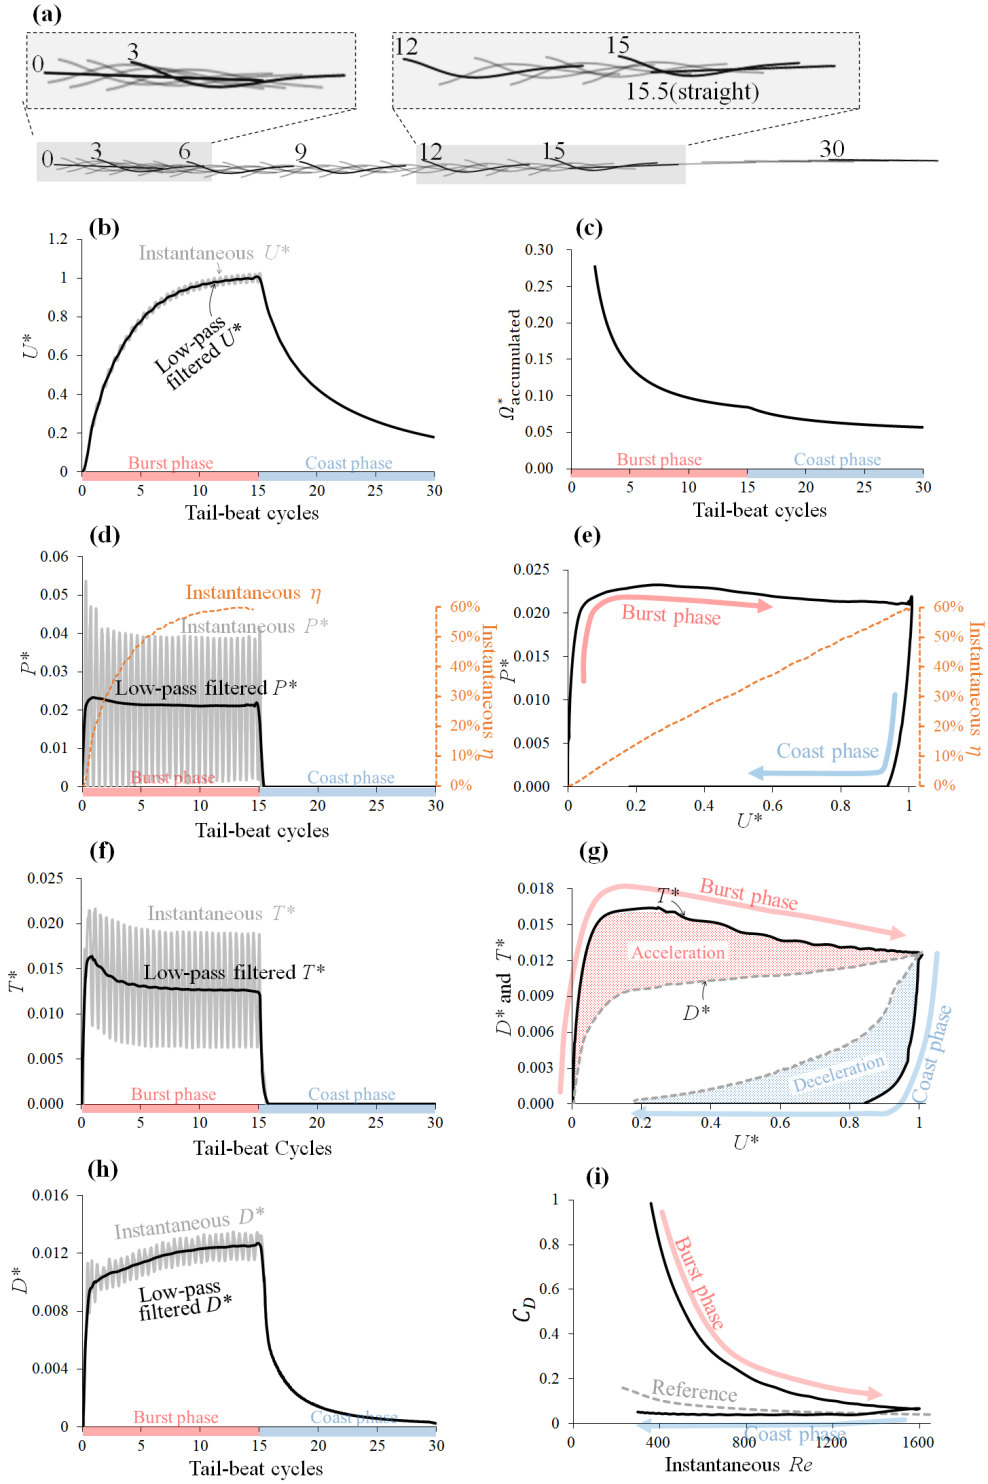 (a)
0
3
12
15
15.5(straight)
0
3
6
9
12
15
30
(b)
1.2
1
0.8
0.6
0.4
0.2
0
U*
Instantaneous U*
Low-pass
filtered U*
Burst phase
Coast phase
0
5
10
15
20
25
30
Tail-beat cycles
(c)
0.30
0.25
0.20
0.15
0.10
0.05
0.00
Ω*accumulated
Burst phase
Coast phase
0
5
10
15
20
25
30
Tail-beat cycles
(d)
0.06
0.05
0.04
0.03
0.02
0.01
0
P*
Instantaneous η
Instantaneous P*
Low-pass filtered P*
60%
50%
40%
30%
20%
10%
0%
Instantaneous η
Burst phase
Coast phase
0
5
10
15
20
25
30
Tail-beat cycles
(e)
0.025
0.020
0.015
0.010
0.005
0.000
P*
Burst phase
Coast phase
60%
50%
40%
30%
20%
10%
0%
Instantaneous η
0
0.2
0.4
0.6
0.8
1
U*
(f)
0.025
0.020
0.015
0.010
0.005
0.000
T*
Instantaneous T*
Low-pass filtered T*
Burst phase
Coast phase
0
5
10
15
20
25
30
Tail-beat Cycles
(g)
0.018
0.015
0.012
0.009
0.006
0.003
0.000
D* and T*
T*
Burst phase
Acceleration
D*
Deceleration
Coast phase
0
0.2
0.4
0.6
0.8
1
U*
(h)
0.016
0.012
0.008
0.004
0
D*
Instantaneous D*
Low-pass
filtered D*
Burst phase
Coast phase
0
5
10
15
20
25
30
Tail-beat cycles
(i)
1
0.8
0.6
0.4
0.2
0
C_D
Burst phase
Reference
Coast phase
0
400
800
1200
1600
Instantaneous Re